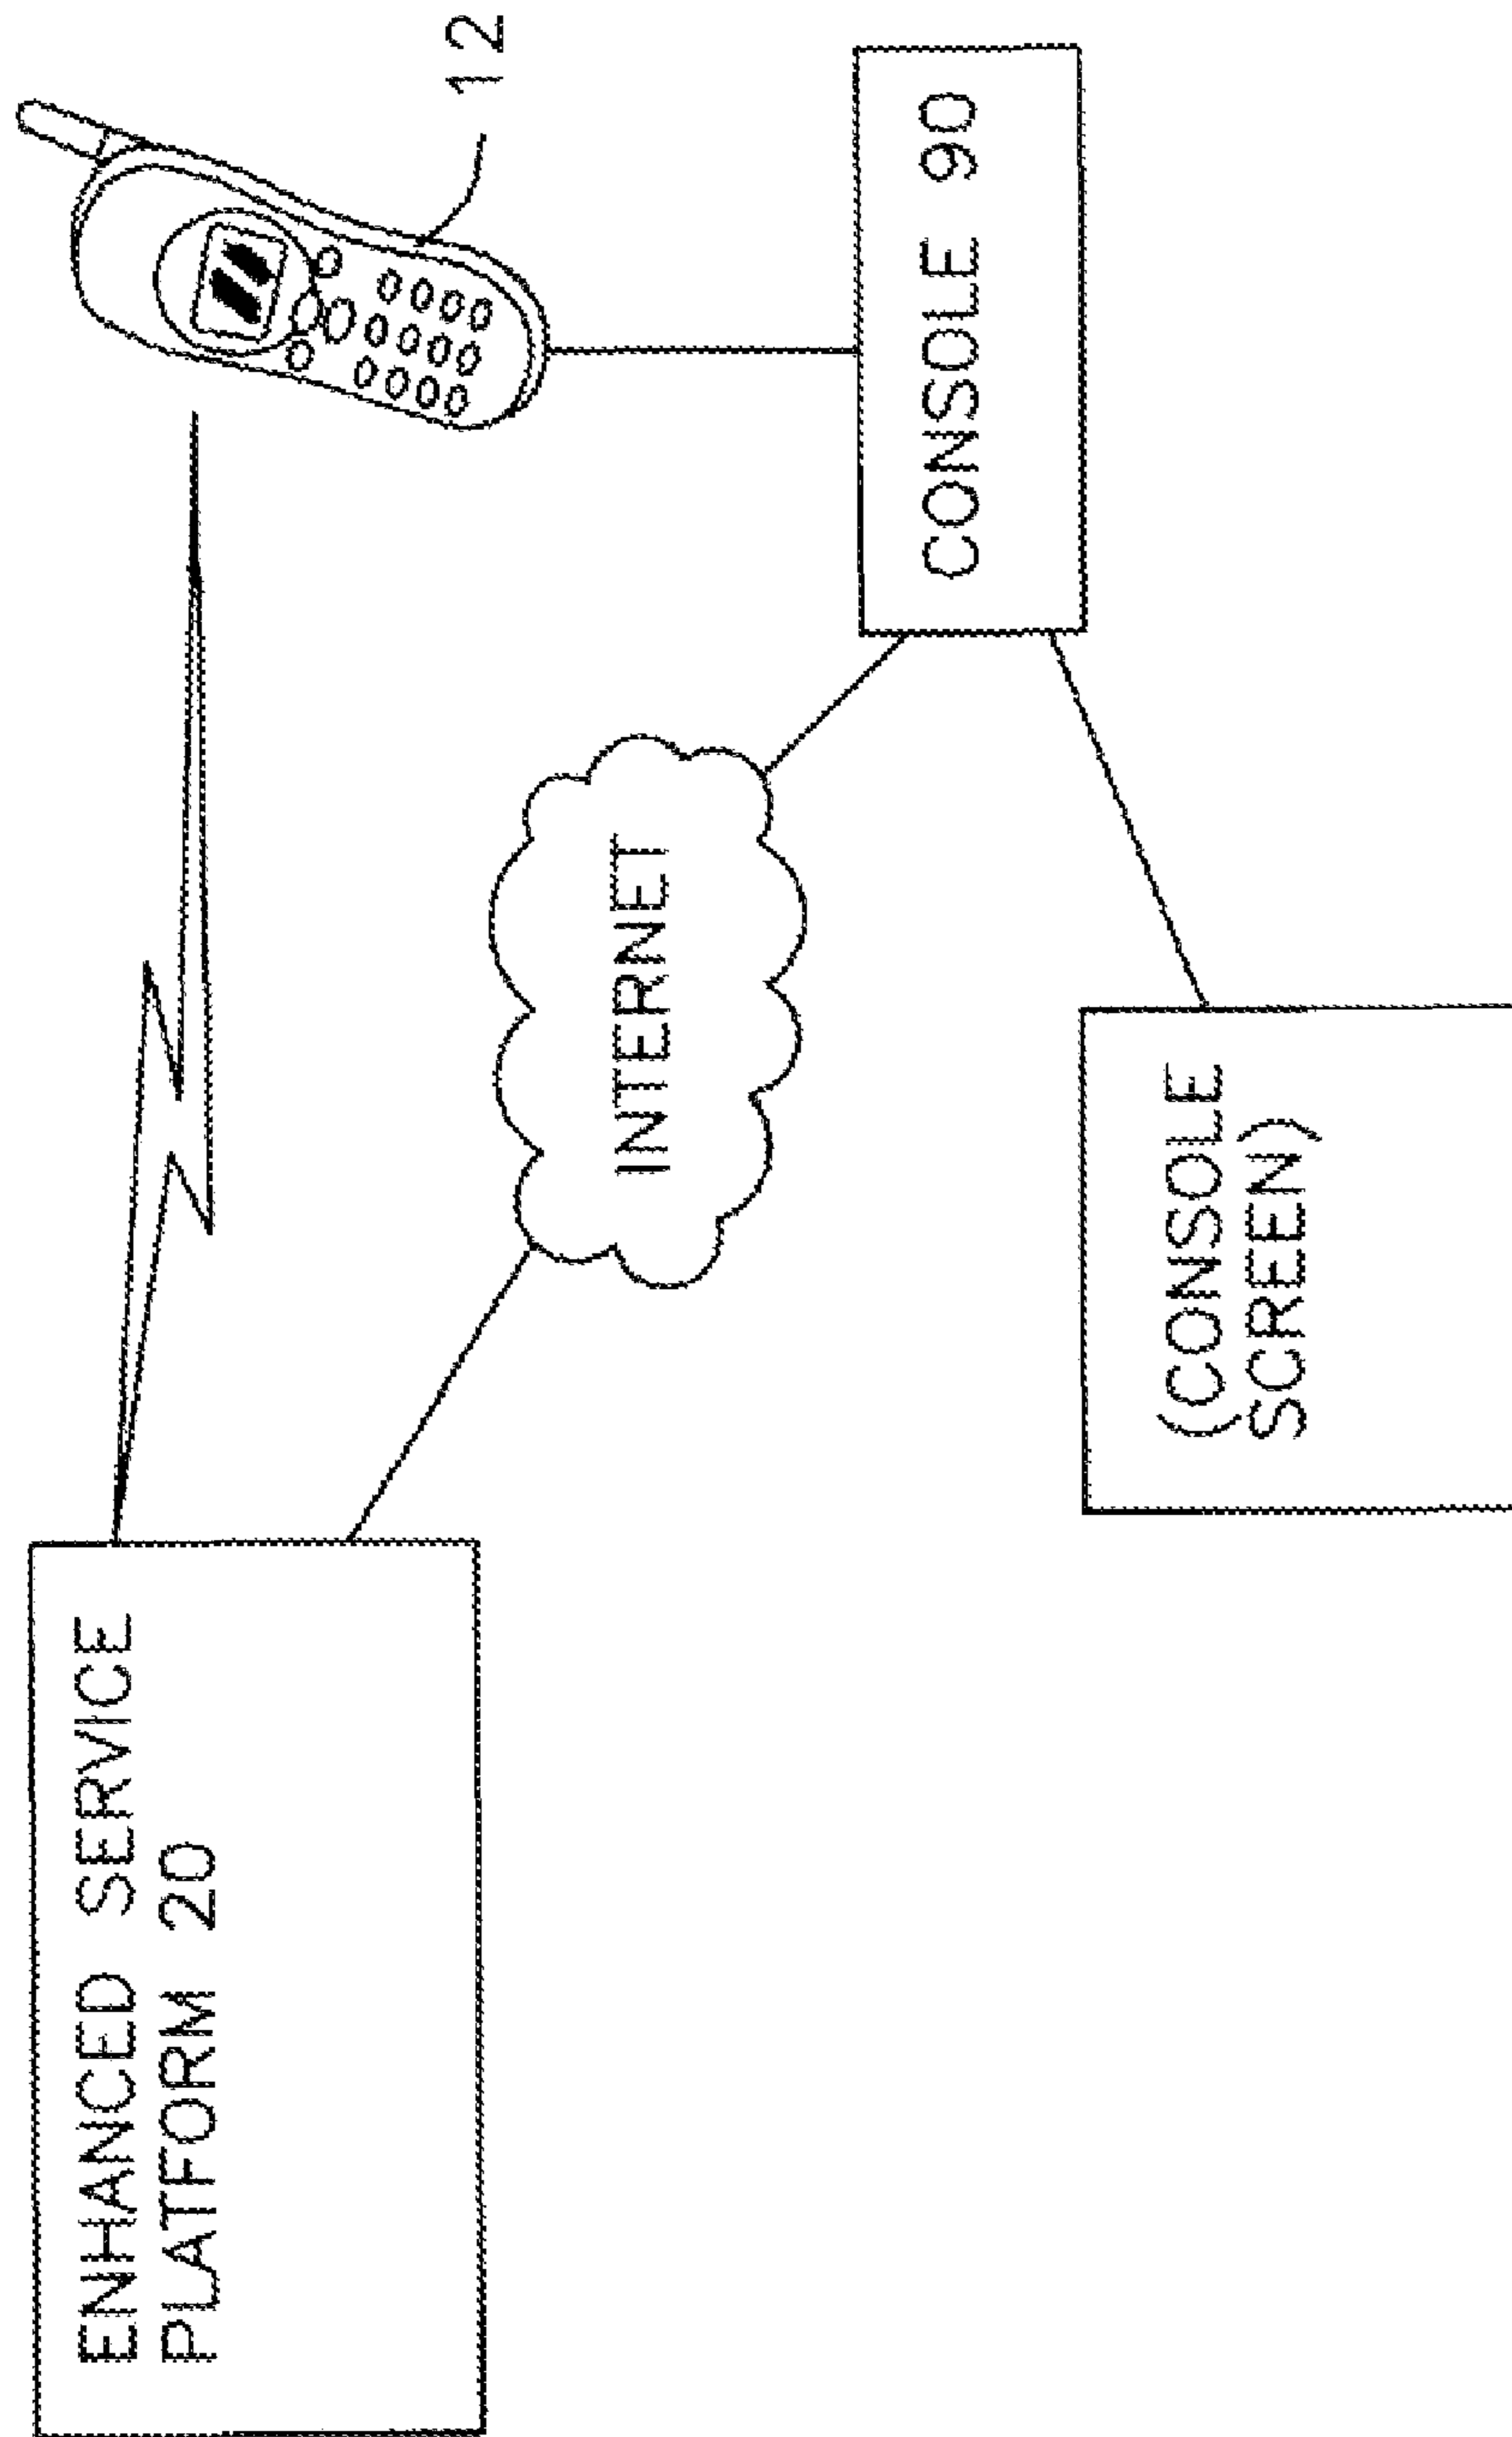 ENHANCED SERVICE
PLATFORM 20
INTERNET
12
CONSOLE 90
(CONSOLE
SCREEN)